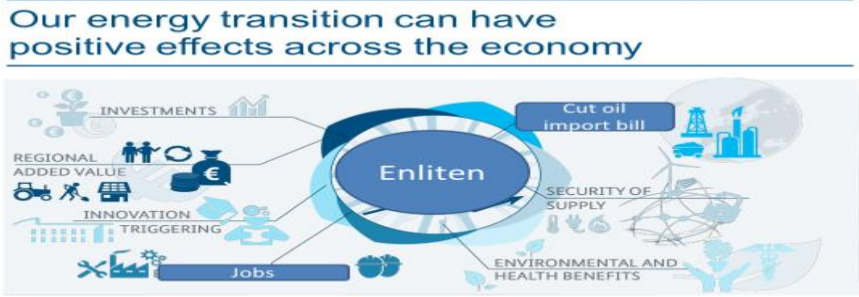 Our energy transition can have
positive effects across the economy
INVESTMENTS
Cut oil
import bill
REGIONAL
ADDED VALUE
€
Enliten
SECURITY OF
SUPPLY
INNOVATION
TRIGGERING
Jobs
ENVIRONMENTAL AND
HEALTH BENEFITS